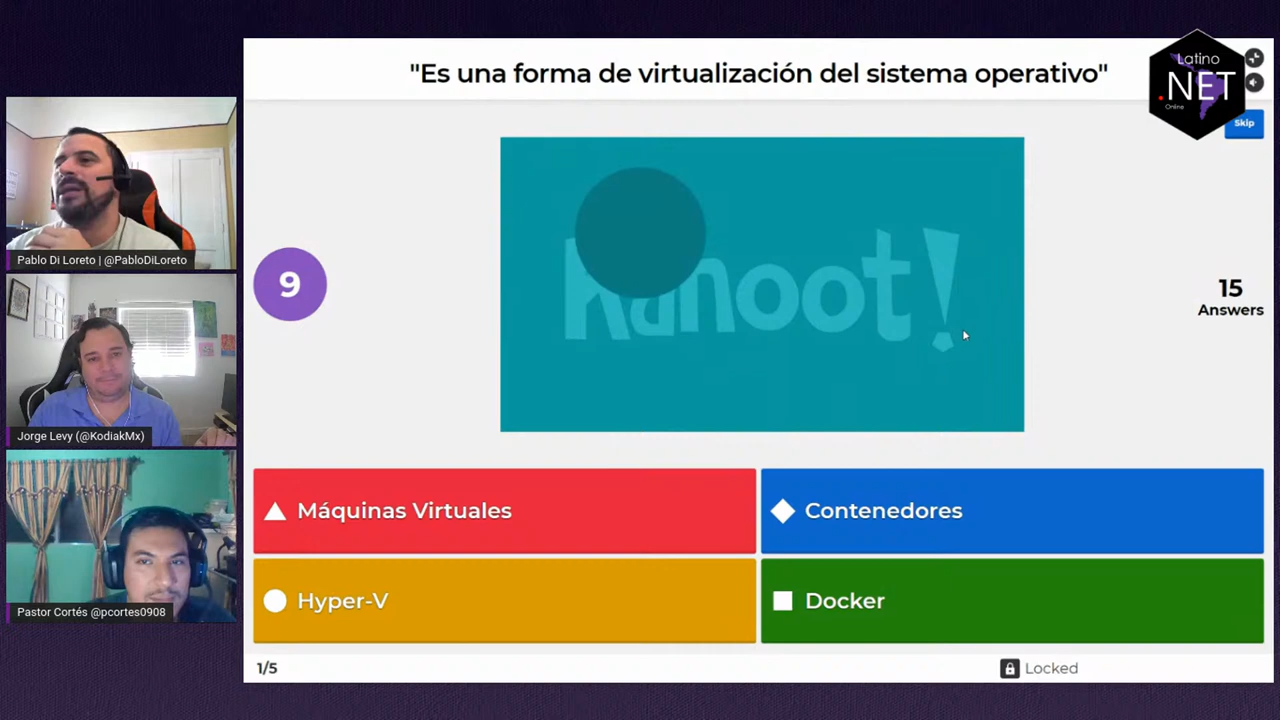 "Es una forma de virtualización del sistema operativo"
Latino
.NET
Online
Skip
Pablo Di Loreto | @PabloDiLoreto
9
Kahoot!
15
Answers
Jorge Levy (@KodiakMx)
Máquinas Virtuales
Contenedores
Hyper-V
Docker
Pastor Cortés @pcortes0908
1/5
Locked